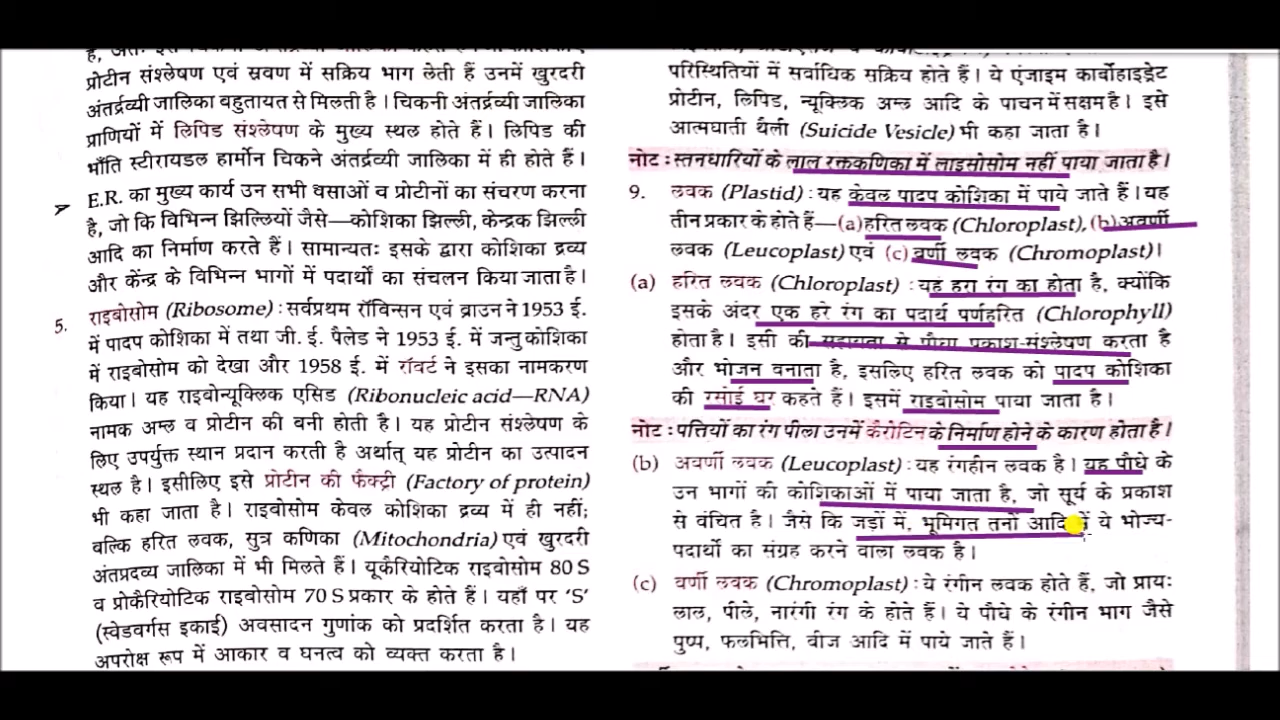 प्रोटीन संश्लेषण एवं स्रवण में सक्रिय भाग लेती हैं उनमें खुरदरी
अंतर्द्रव्यी जालिका बहुतायत से मिलती है। चिकनी अंतर्द्रव्यी जालिका
प्राणियों में लिपिड संश्लेषण के मुख्य स्थल होते हैं। लिपिड की
भाँति स्टीरायडल हार्मोन चिकने अंतर्द्रव्यी जालिका में ही होते हैं।
E.R. का मुख्य कार्य उन सभी वसाओं व प्रोटीनों का संचरण करना
है, जो कि विभिन्न झिल्लियों जैसे—कोशिका झिल्ली, केन्द्रक झिल्ली
आदि का निर्माण करते हैं। सामान्यतः इसके द्वारा कोशिका द्रव्य
और केंन्द्र के विभिन्न भागों में पदार्थों का संचलन किया जाता है।
5. राइबोसोम (Ribosome) : सर्वप्रथम रॉविन्सन एवं ब्राउन ने 1953 ई.
में पादप कोशिका में तथा जी. ई. पैलेड ने 1953 ई. में जन्तु कोशिका
में राइबोसोम को देखा और 1958 ई. में रॉबर्ट ने इसका नामकरण
किया। यह राइबोन्यूक्लिक एसिड (Ribonucleic acid—RNA)
नामक अम्ल व प्रोटीन की बनी होती है। यह प्रोटीन संश्लेषण के
लिए उपर्युक्त स्थान प्रदान करती है अर्थात् यह प्रोटीन का उत्पादन
स्थल है। इसीलिए इसे प्रोटीन की फैक्ट्री (Factory of protein)
भी कहा जाता है। राइबोसोम केवल कोशिका द्रव्य में ही नहीं;
बल्कि हरित लवक, सुत्र कणिका (Mitochondria) एवं खुरदरी
अंतप्रदव्य जालिका में भी मिलते हैं। यूकैरियोटिक राइबोसोम 80 S
व प्रोकैरियोटिक राइबोसोम 70 S प्रकार के होते हैं। यहाँ पर ‘S’
(स्वेडवर्गस इकाई) अवसादन गुणांक को प्रदर्शित करता है। यह
अपरोक्ष रूप में आकार व घनत्व को व्यक्त करता है।
परिस्थितियों में सर्वाधिक सक्रिय होते हैं। ये एंजाइम कार्बोहाइड्रेट
प्रोटीन, लिपिड, न्यूक्लिक अम्ल आदि के पाचन में सक्षम है। इसे
आत्मघाती थैली (Suicide Vesicle) भी कहा जाता है।
नोट : स्तनधारियों के लाल रक्तकणिका में लाइसोसोम नहीं पाया जाता है।
9. लवक (Plastid) : यह केवल पादप कोशिका में पाये जाते हैं। यह
तीन प्रकार के होते हैं—(a) हरित लवक (Chloroplast), (b) अवर्णी
लवक (Leucoplast) एवं (c) वर्णी लवक (Chromoplast)।
(a) हरित लवक (Chloroplast) : यह हरा रंग का होता है, क्योंकि
इसके अंदर एक हरे रंग का पदार्थ पर्णहरित (Chlorophyll)
होता है। इसी की सहायता से पौधा प्रकाश-संश्लेषण करता है
और भोजन बनाता है, इसलिए हरित लवक को पादप कोशिका
की रसोई घर कहते हैं। इसमें राइबोसोम पाया जाता है।
नोट : पत्तियों का रंग पीला उनमें कैरोटिन के निर्माण होने के कारण होता है।
(b) अवर्णी लवक (Leucoplast) : यह रंगहीन लवक है। यह पौधे के
उन भागों की कोशिकाओं में पाया जाता है, जो सूर्य के प्रकाश
से वंचित है। जैसे कि जड़ों में, भूमिगत तनों आदि में ये भोज्य-
पदार्थो का संग्रह करने वाला लवक है।
(c) वर्णी लवक (Chromoplast) : ये रंगीन लवक होते हैं, जो प्रायः
लाल, पीले, नारंगी रंग के होते हैं। ये पौधे के रंगीन भाग जैसे
पुष्प, फलभित्ति, बीज आदि में पाये जाते हैं।